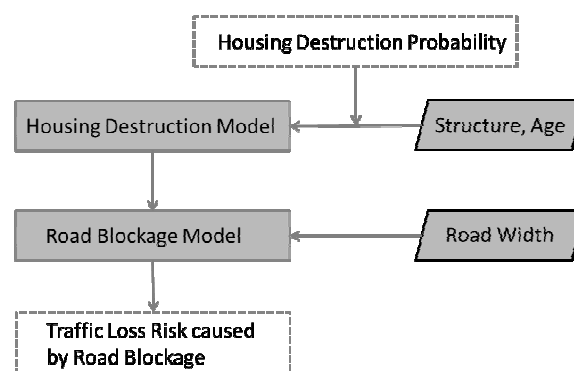 Housing Destruction Probability
Housing Destruction Model
Structure, Age
Road Blockage Model
Road Width
Traffic Loss Risk caused
by Road Blockage